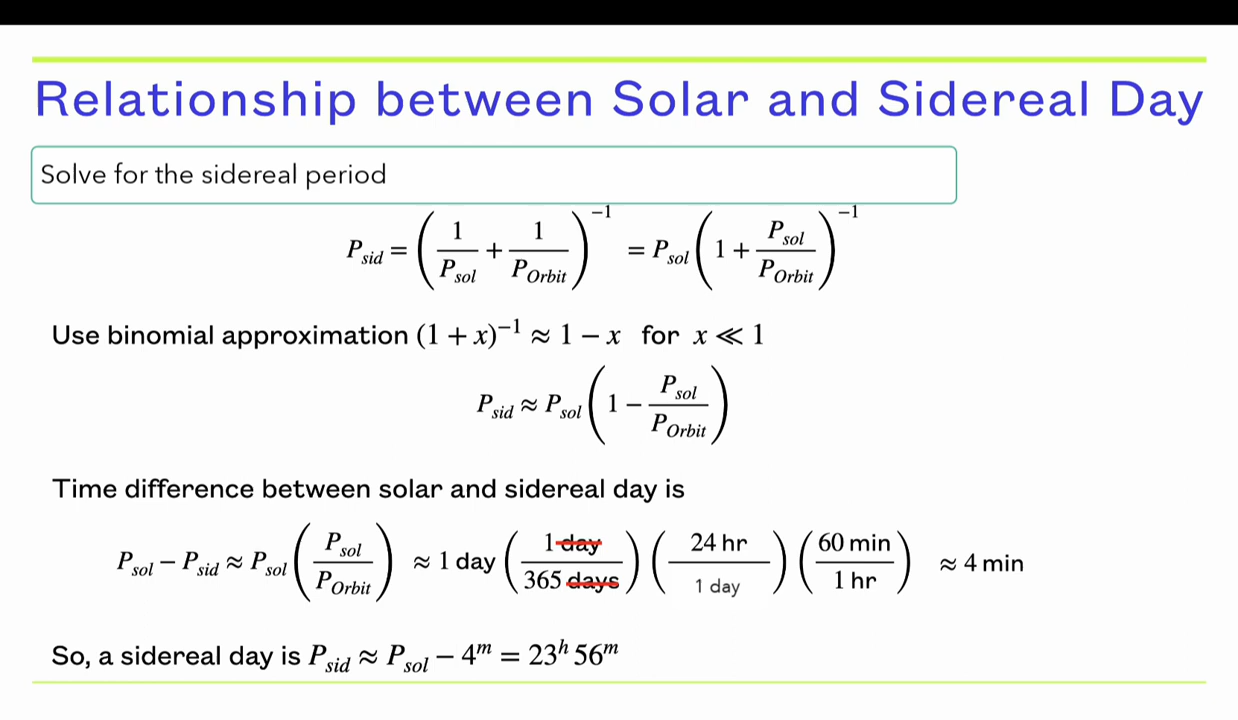 Relationship between Solar and Sidereal Day
Solve for the sidereal period
P_sid = (1/P_sol + 1/P_Orbit)^−1 = P_sol (1 + P_sol/P_Orbit)^−1
Use binomial approximation (1 + x)^−1 ≈ 1 − x for x ≪ 1
P_sid ≈ P_sol (1 − P_sol/P_Orbit)
Time difference between solar and sidereal day is
P_sol − P_sid ≈ P_sol (P_sol/P_Orbit) ≈ 1 day (1 day/365 days) (24 hr/1 day) (60 min/1 hr) ≈ 4 min
So, a sidereal day is P_sid ≈ P_sol − 4^m = 23^h 56^m